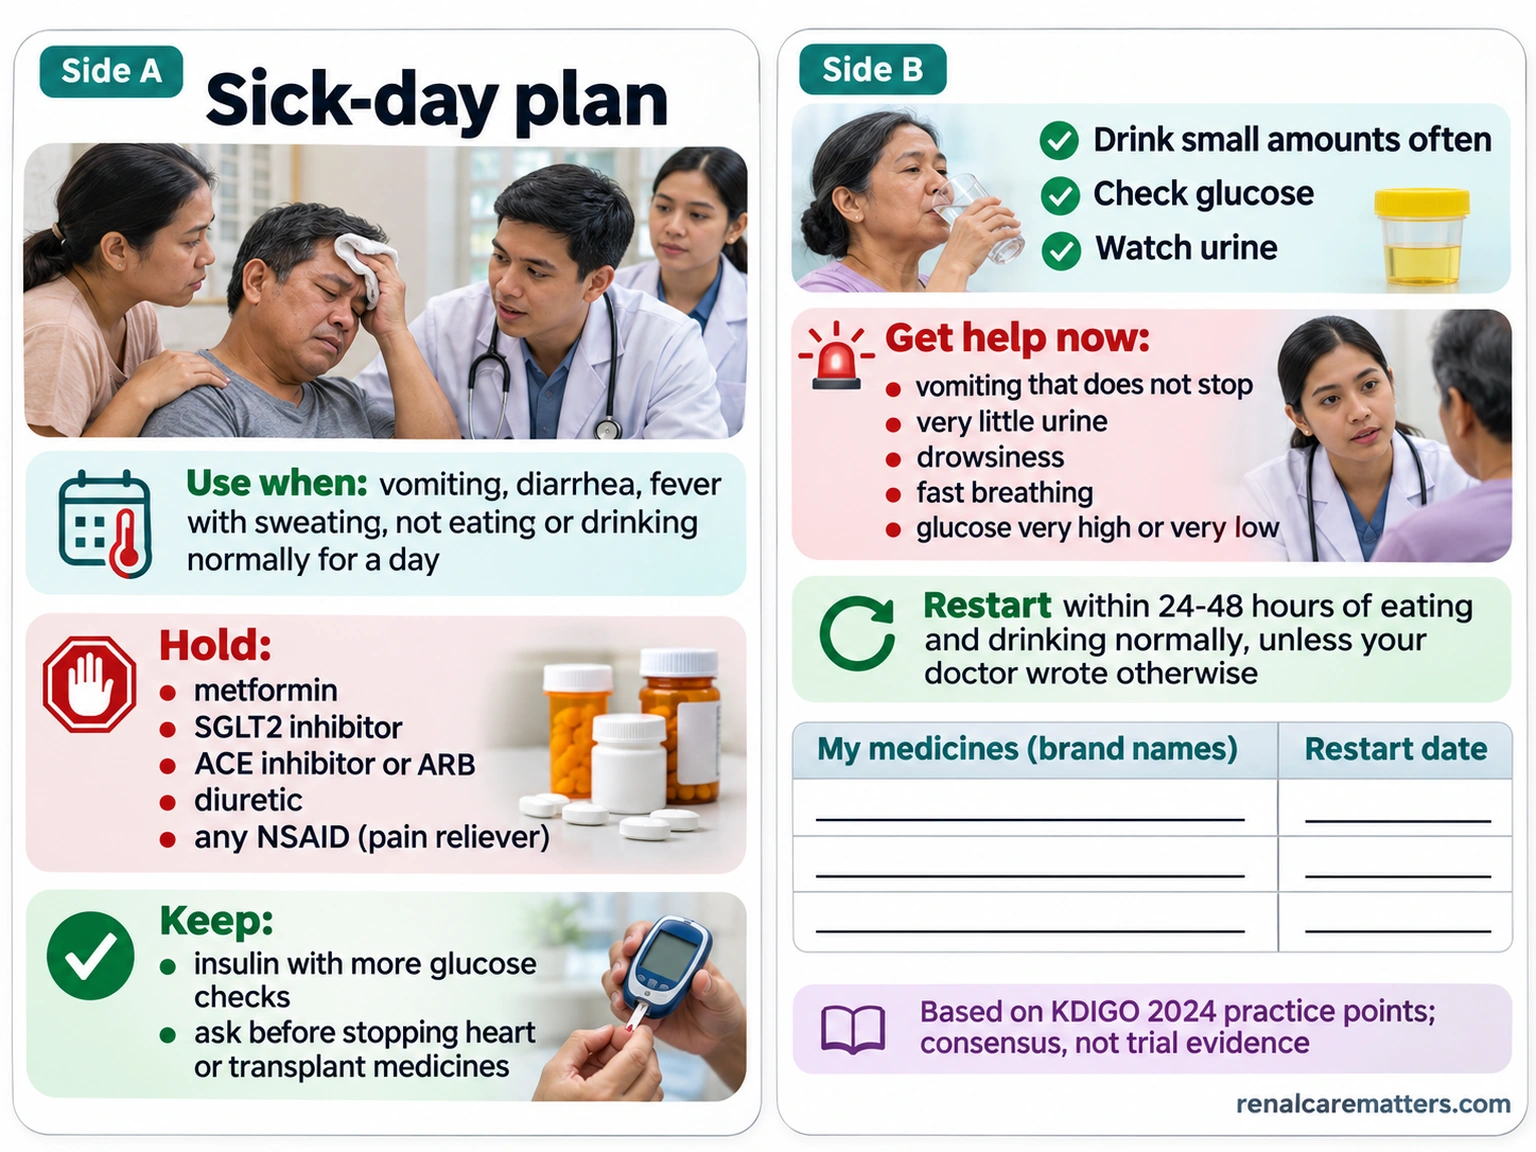 Side A
Sick-day plan
Use when: vomiting, diarrhea, fever
with sweating, not eating or drinking
normally for a day
Hold:
metformin
SGLT2 inhibitor
ACE inhibitor or ARB
diuretic
any NSAID (pain reliever)
Keep:
insulin with more glucose
checks
ask before stopping heart
or transplant medicines
Side B
Drink small amounts often
Check glucose
Watch urine
Get help now:
vomiting that does not stop
very little urine
drowsiness
fast breathing
glucose very high or very low
Restart within 24-48 hours of eating
and drinking normally, unless your
doctor wrote otherwise
My medicines (brand names)
Restart date
Based on KDIGO 2024 practice points;
consensus, not trial evidence
renalcarematters.com